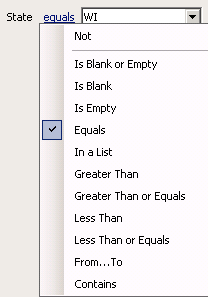 State equals WI
Not
Is Blank or Empty
Is Blank
Is Empty
Equals
In a List
Greater Than
Greater Than or Equals
Less Than
Less Than or Equals
From...To
Contains